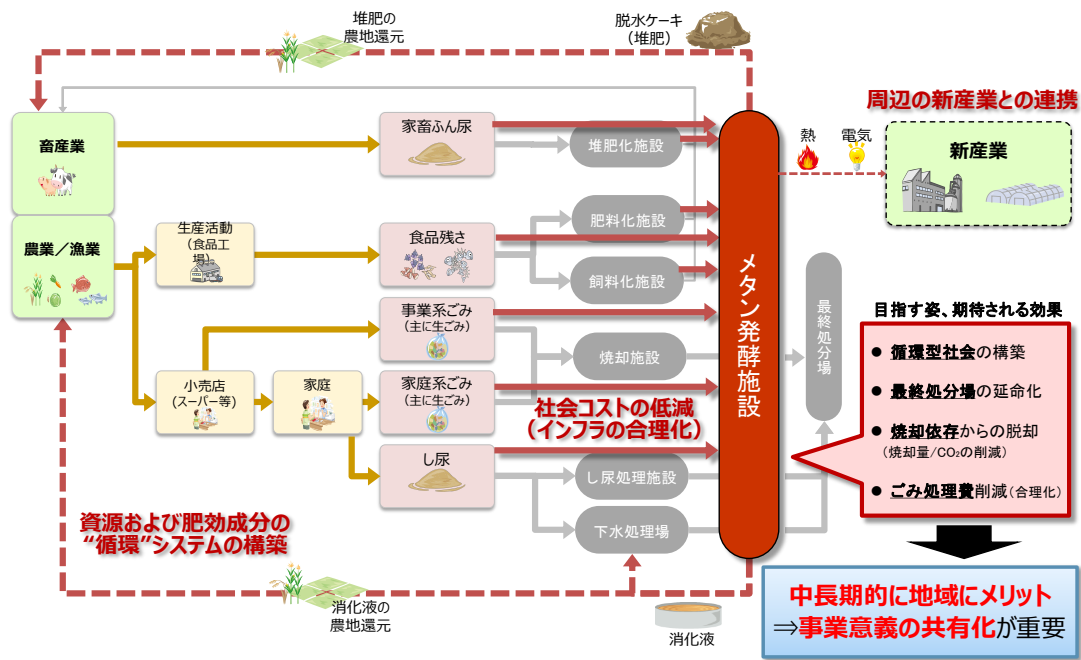 堆肥の
農地還元
脱水ケーキ
（堆肥）
周辺の新産業との連携
畜産業
家畜ふん尿
堆肥化施設
熱
電気
新産業
農業／漁業
生産活動
（食品工
場）
食品残さ
肥料化施設
飼料化施設
メタン発酵施設
最終処分場
事業系ごみ
（主に生ごみ）
焼却施設
小売店
（スーパー等）
家庭
家庭系ごみ
（主に生ごみ）
社会コストの低減
（インフラの合理化）
し尿
し尿処理施設
下水処理場
資源および肥効成分の
“循環”システムの構築
消化液の
農地還元
消化液
目指す姿、期待される効果
● 循環型社会の構築
● 最終処分場の延命化
● 焼却依存からの脱却
（焼却量/CO₂の削減）
● ごみ処理費削減（合理化）
中長期的に地域にメリット
⇒事業意義の共有化が重要